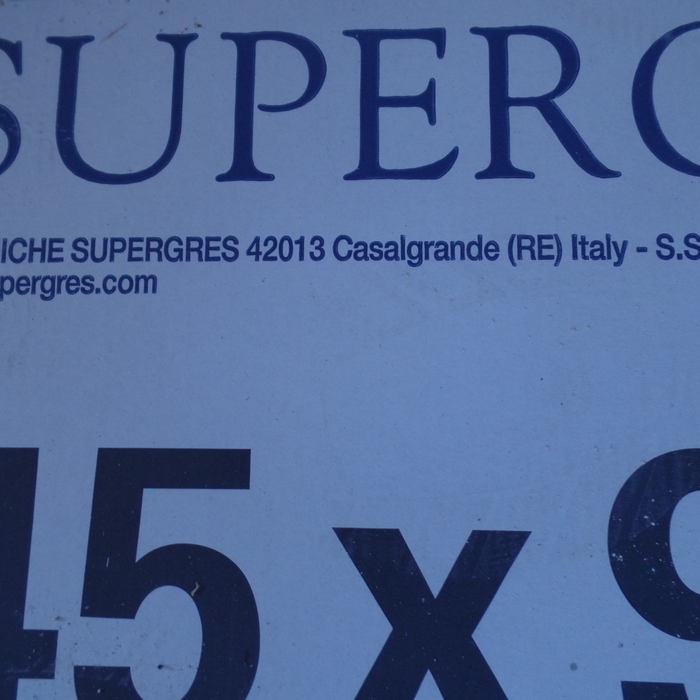 SUPERG
ICHE SUPERGRES 42013 Casalgrande (RE) Italy - S.S
pergres.com
45 x 9